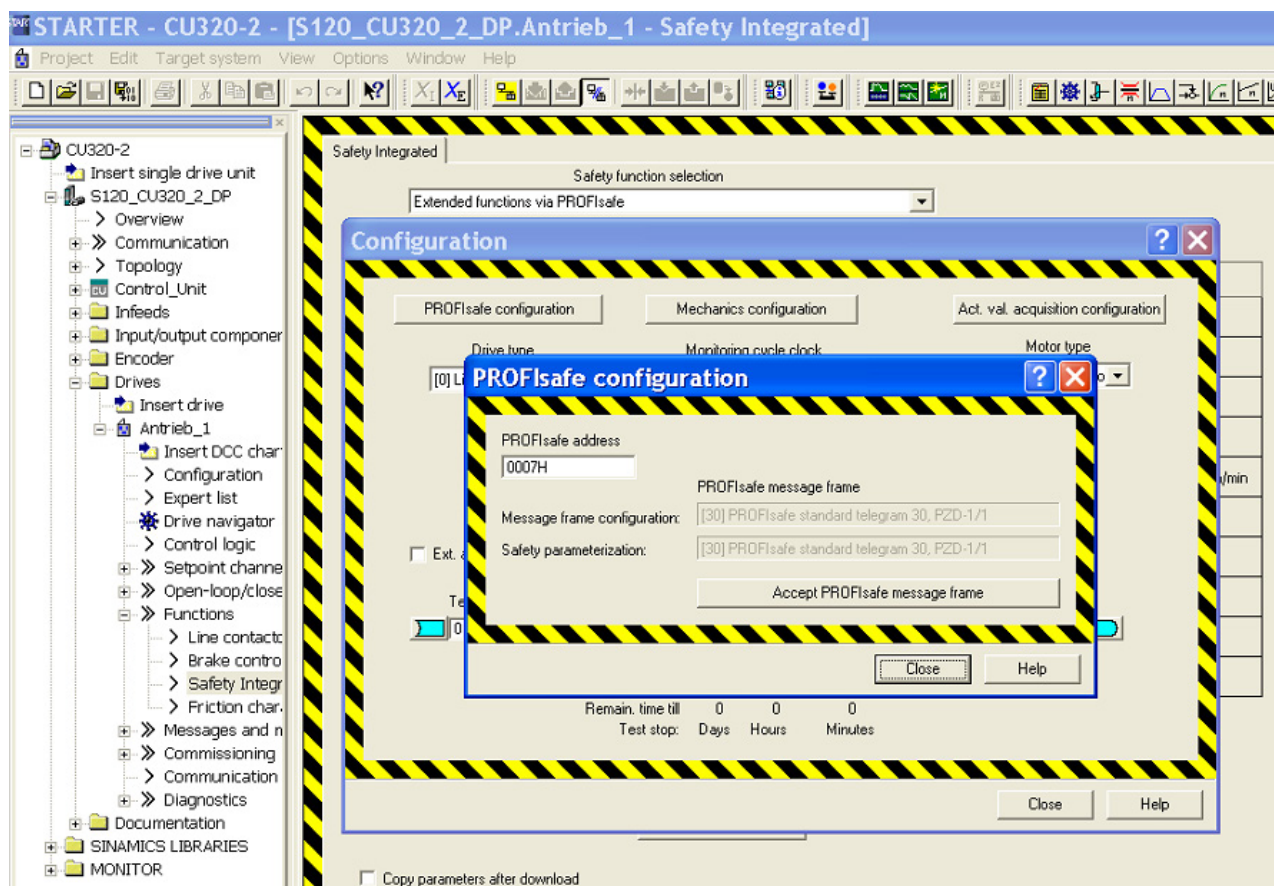 STARTER - CU320-2 - [S120_CU320_2_DP.Antrieb_1 - Safety Integrated]
Project Edit Target system View Options Window Help
CU320-2
Insert single drive unit
S120_CU320_2_DP
Overview
Communication
Topology
Control_Unit
Infeeds
Input/output componer
Encoder
Drives
Insert drive
Antrieb_1
Insert DCC char
Configuration
Expert list
Drive navigator
Control logic
Setpoint channe
Open-loop/close
Functions
Line contactc
Brake contro
Safety Integr
Friction char.
Messages and n
Commissioning
Communication
Diagnostics
Documentation
SINAMICS LIBRARIES
MONITOR
Safety Integrated
Safety function selection
Extended functions via PROFIsafe
Configuration
PROFIsafe configuration Mechanics configuration Act. val. acquisition configuration
Drive type Monitoring cycle clock Motor type
[0] Li
PROFIsafe configuration
PROFIsafe address
0007H
/min
PROFIsafe message frame
Message frame configuration: [30] PROFIsafe standard telegram 30, PZD-1/1
Ext.
Safety parameterization: [30] PROFIsafe standard telegram 30, PZD-1/1
Accept PROFIsafe message frame
Te
0
Close Help
Remain. time till 0 0 0
Test stop: Days Hours Minutes
Close Help
Copy parameters after download